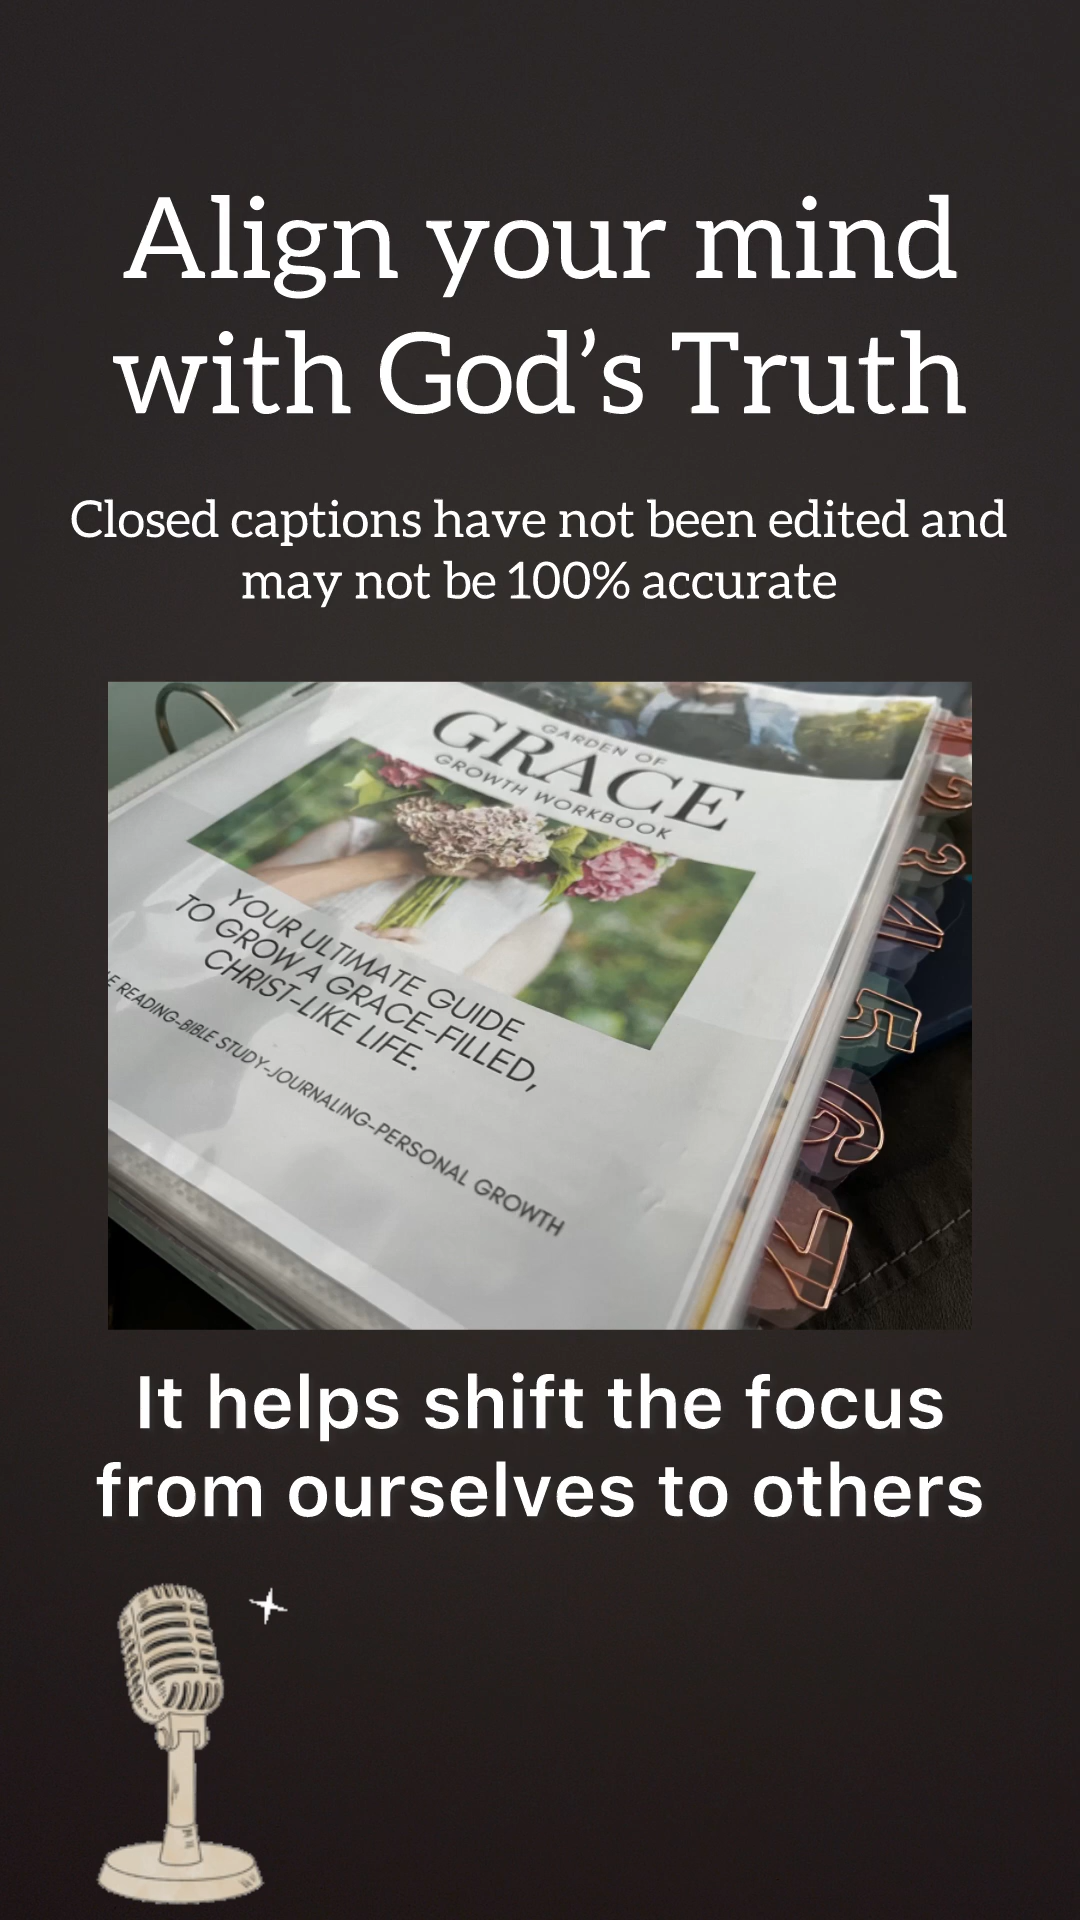 Align your mind
with God's Truth
Closed captions have not been edited and
may not be 100% accurate
GARDEN OF
GRACE
GROWTH WORKBOOK
YOUR ULTIMATE GUIDE
TO GROW A GRACE-FILLED,
CHRIST-LIKE LIFE.
READING-BIBLE STUDY-JOURNALING-PERSONAL GROWTH
2
3
4
5
6
7
It helps shift the focus
from ourselves to others